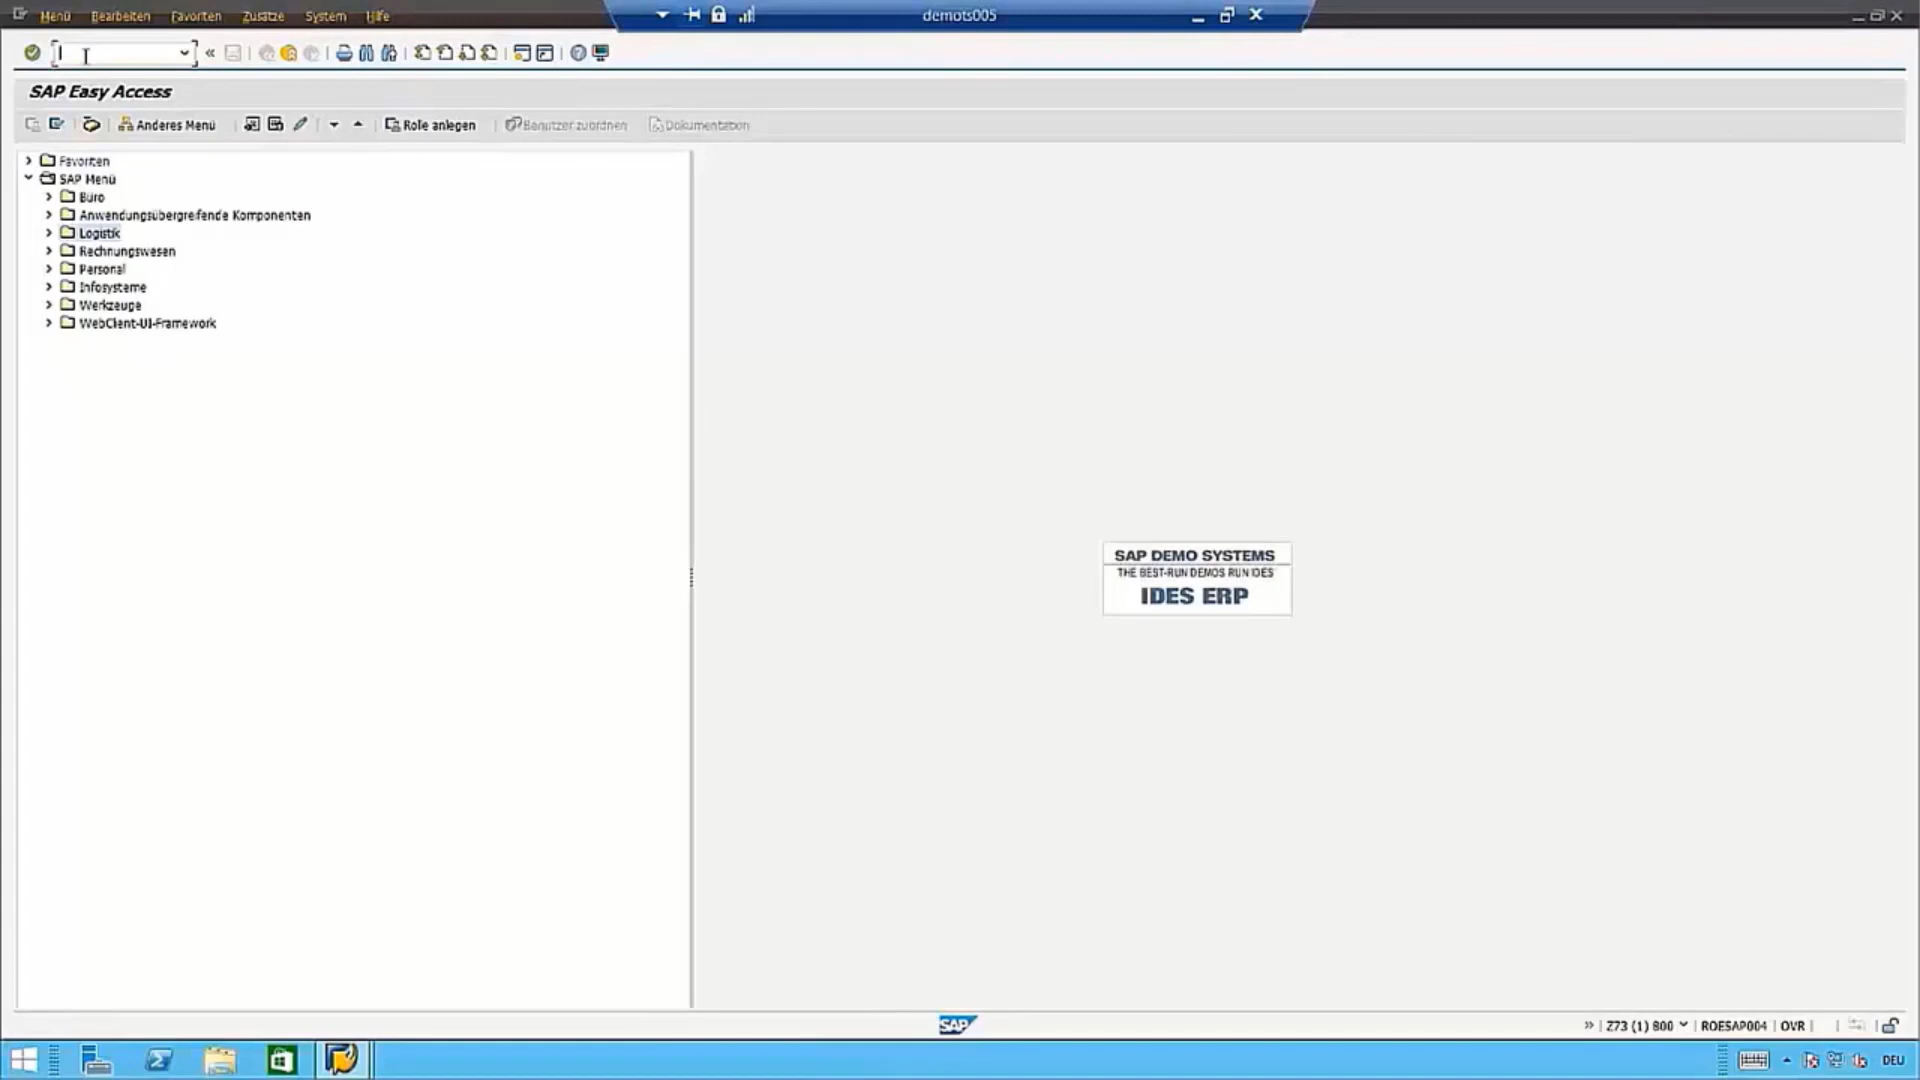 Menü Bearbeiten Favoriten Zusätze System Hilfe
demots005
SAP Easy Access
Anderes Menü Rolle anlegen Benutzer zuordnen Dokumentation
Favoriten
SAP Menü
Büro
Anwendungsübergreifende Komponenten
Logistik
Rechnungswesen
Personal
Infosysteme
Werkzeuge
WebClient-UI-Framework
SAP DEMO SYSTEMS
THE BEST-RUN DEMOS RUN IDES
IDES ERP
SAP
Z73 (1) 800 ROESAP004 OVR
DEU